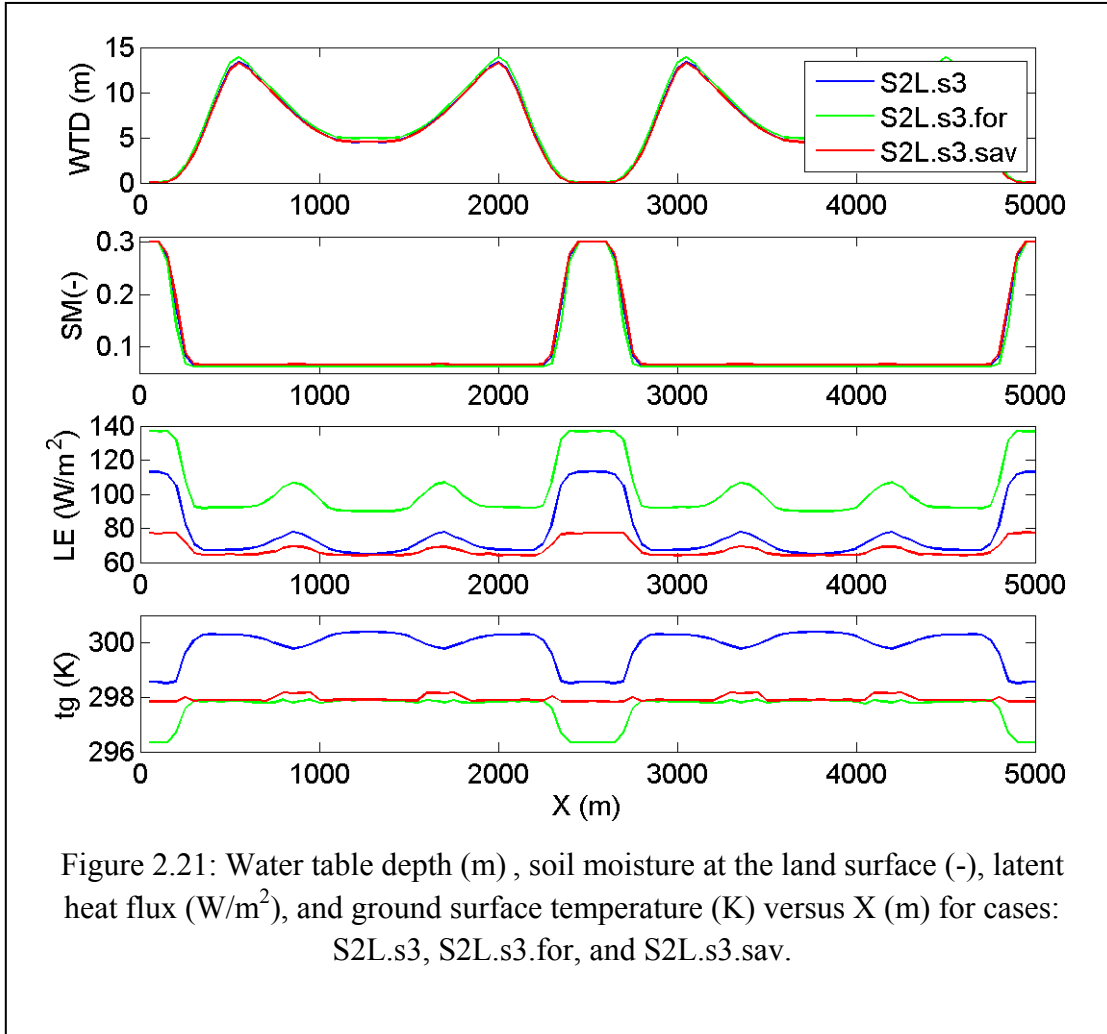 15
10
5
0
WTD (m)
S2L.s3
S2L.s3.for
S2L.s3.sav
0 1000 2000 3000 4000 5000
0.3
0.2
0.1
SM(-)
0 1000 2000 3000 4000 5000
140
120
100
80
60
LE (W/m²)
0 1000 2000 3000 4000 5000
300
298
296
tg (K)
0 1000 2000 3000 4000 5000
X (m)
Figure 2.21: Water table depth (m) , soil moisture at the land surface (-), latent
heat flux (W/m²), and ground surface temperature (K) versus X (m) for cases:
S2L.s3, S2L.s3.for, and S2L.s3.sav.